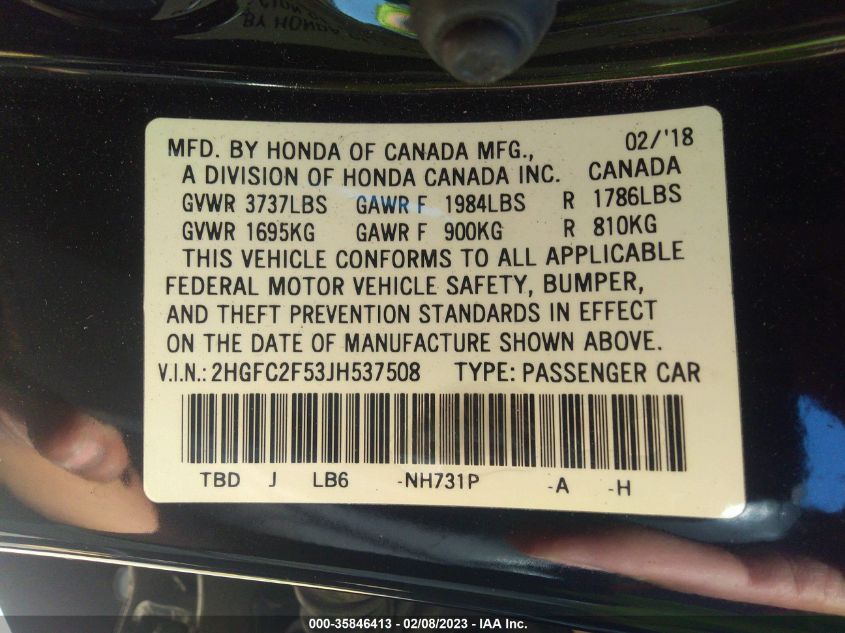 MFD. BY HONDA OF CANADA MFG., 02/'18
A DIVISION OF HONDA CANADA INC. CANADA
GVWR 3737LBS GAWR F 1984LBS R 1786LBS
GVWR 1695KG GAWR F 900KG R 810KG
THIS VEHICLE CONFORMS TO ALL APPLICABLE
FEDERAL MOTOR VEHICLE SAFETY, BUMPER,
AND THEFT PREVENTION STANDARDS IN EFFECT
ON THE DATE OF MANUFACTURE SHOWN ABOVE.
V.I.N.: 2HGFC2F53JH537508 TYPE: PASSENGER CAR
TBD J LB6 -NH731P -A -H
000-35846413 - 02/08/2023 - IAA Inc.